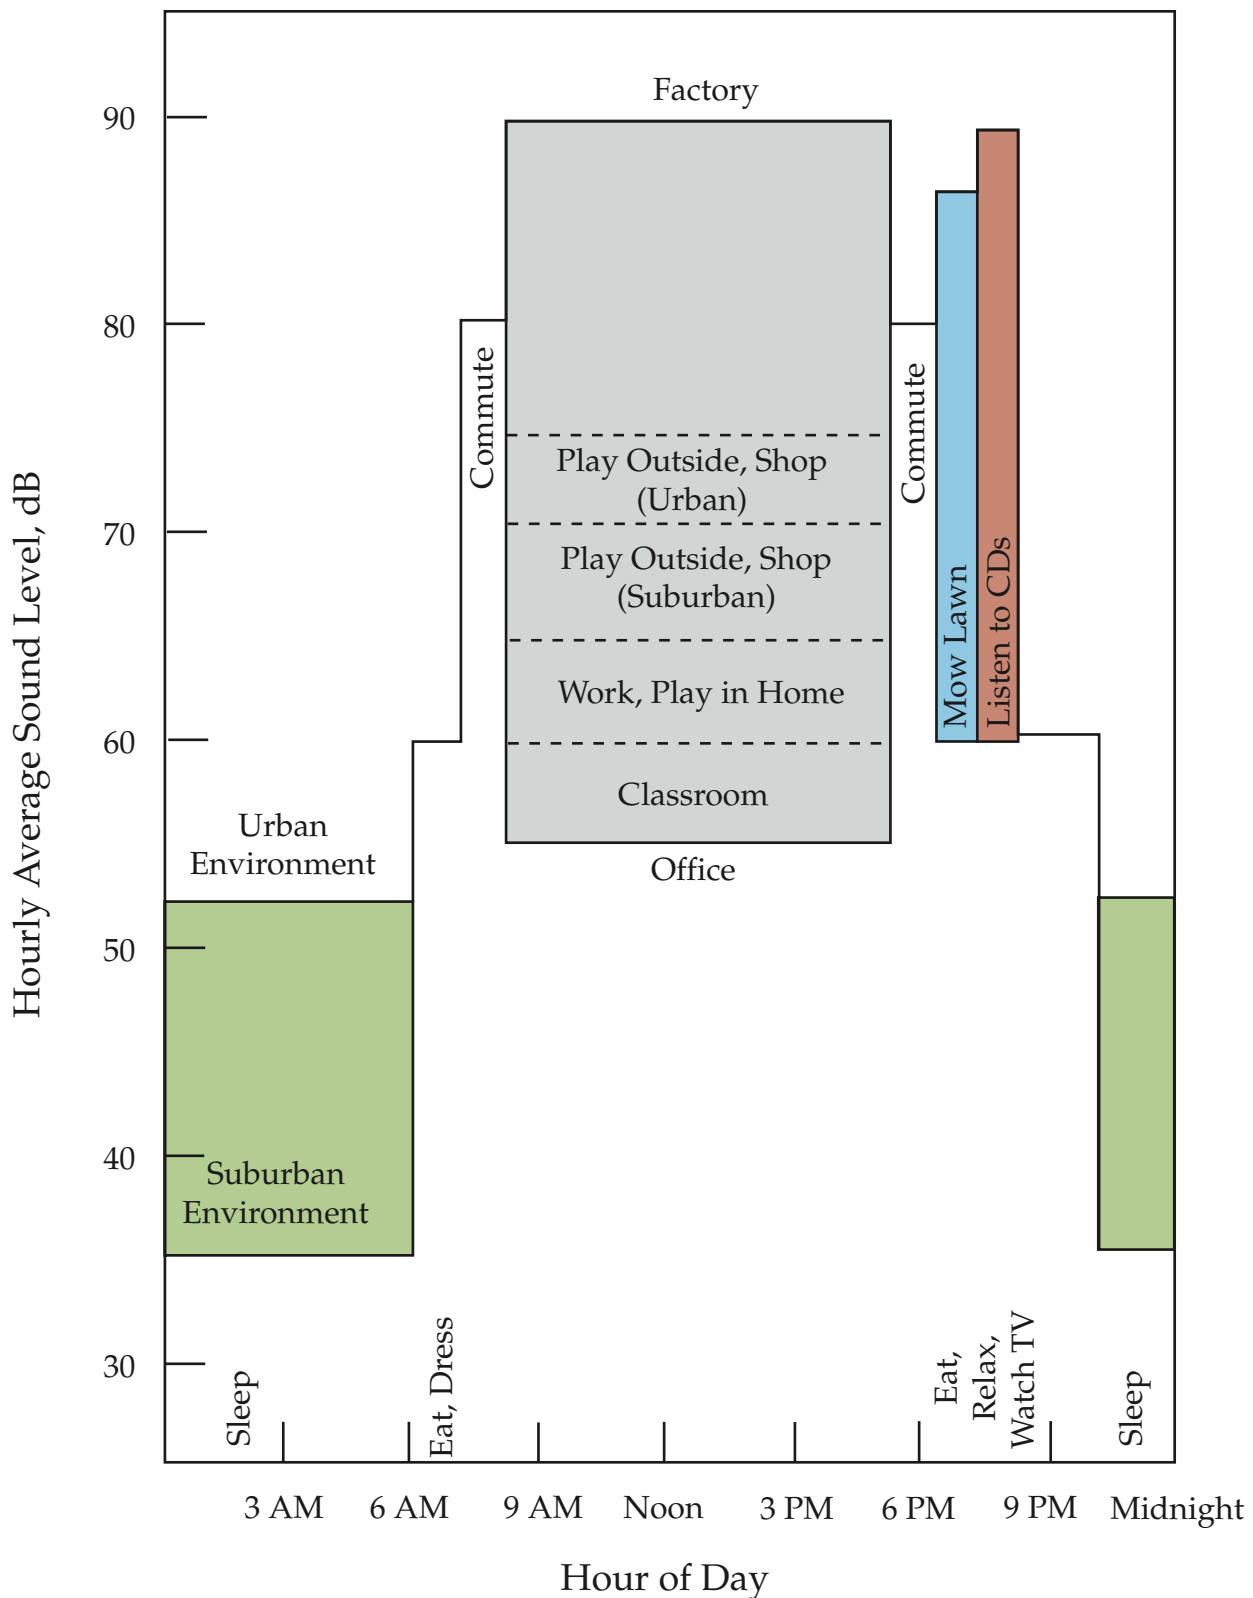 Factory
90
80
70
60
50
40
30
Hourly Average Sound Level, dB
Commute
Play Outside, Shop
(Urban)
Play Outside, Shop
(Suburban)
Work, Play in Home
Classroom
Office
Commute
Mow Lawn
Listen to CDs
Urban
Environment
Suburban
Environment
Sleep
Eat, Dress
Eat,
Relax,
Watch TV
Sleep
3 AM
6 AM
9 AM
Noon
3 PM
6 PM
9 PM
Midnight
Hour of Day